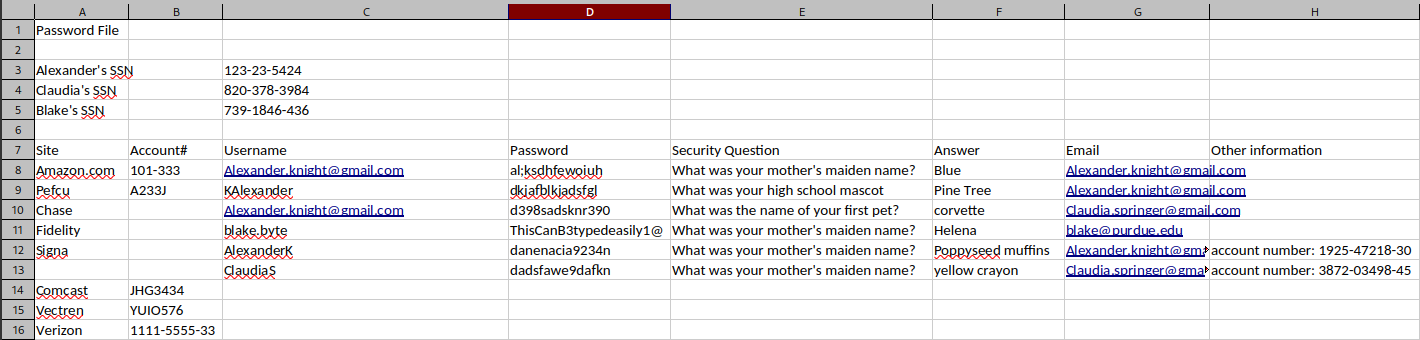 A B C D E F G H
1 Password File
2
3 Alexander's SSN 123-23-5424
4 Claudia's SSN 820-378-3984
5 Blake's SSN 739-1846-436
6
7 Site Account# Username Password Security Question Answer Email Other information
8 Amazon.com 101-333 Alexander.knight@gmail.com al;ksdhfewoiuh What was your mother's maiden name? Blue Alexander.knight@gmail.com
9 Pefcu A233J KAlexander dkjafblkjadsfgl What was your high school mascot Pine Tree Alexander.knight@gmail.com
10 Chase Alexander.knight@gmail.com d398sadsknr390 What was the name of your first pet? corvette Claudia.springer@gmail.com
11 Fidelity blake.byte ThisCanB3typedeasily1@ What was your mother's maiden name? Helena blake@purdue.edu
12 Signa AlexanderK danenacia9234n What was your mother's maiden name? Poppyseed muffins Alexander.knight@gma account number: 1925-47218-30
13 ClaudiaS dadsfawe9dafkn What was your mother's maiden name? yellow crayon Claudia.springer@gma account number: 3872-03498-45
14 Comcast JHG3434
15 Vectren YUIO576
16 Verizon 1111-5555-33